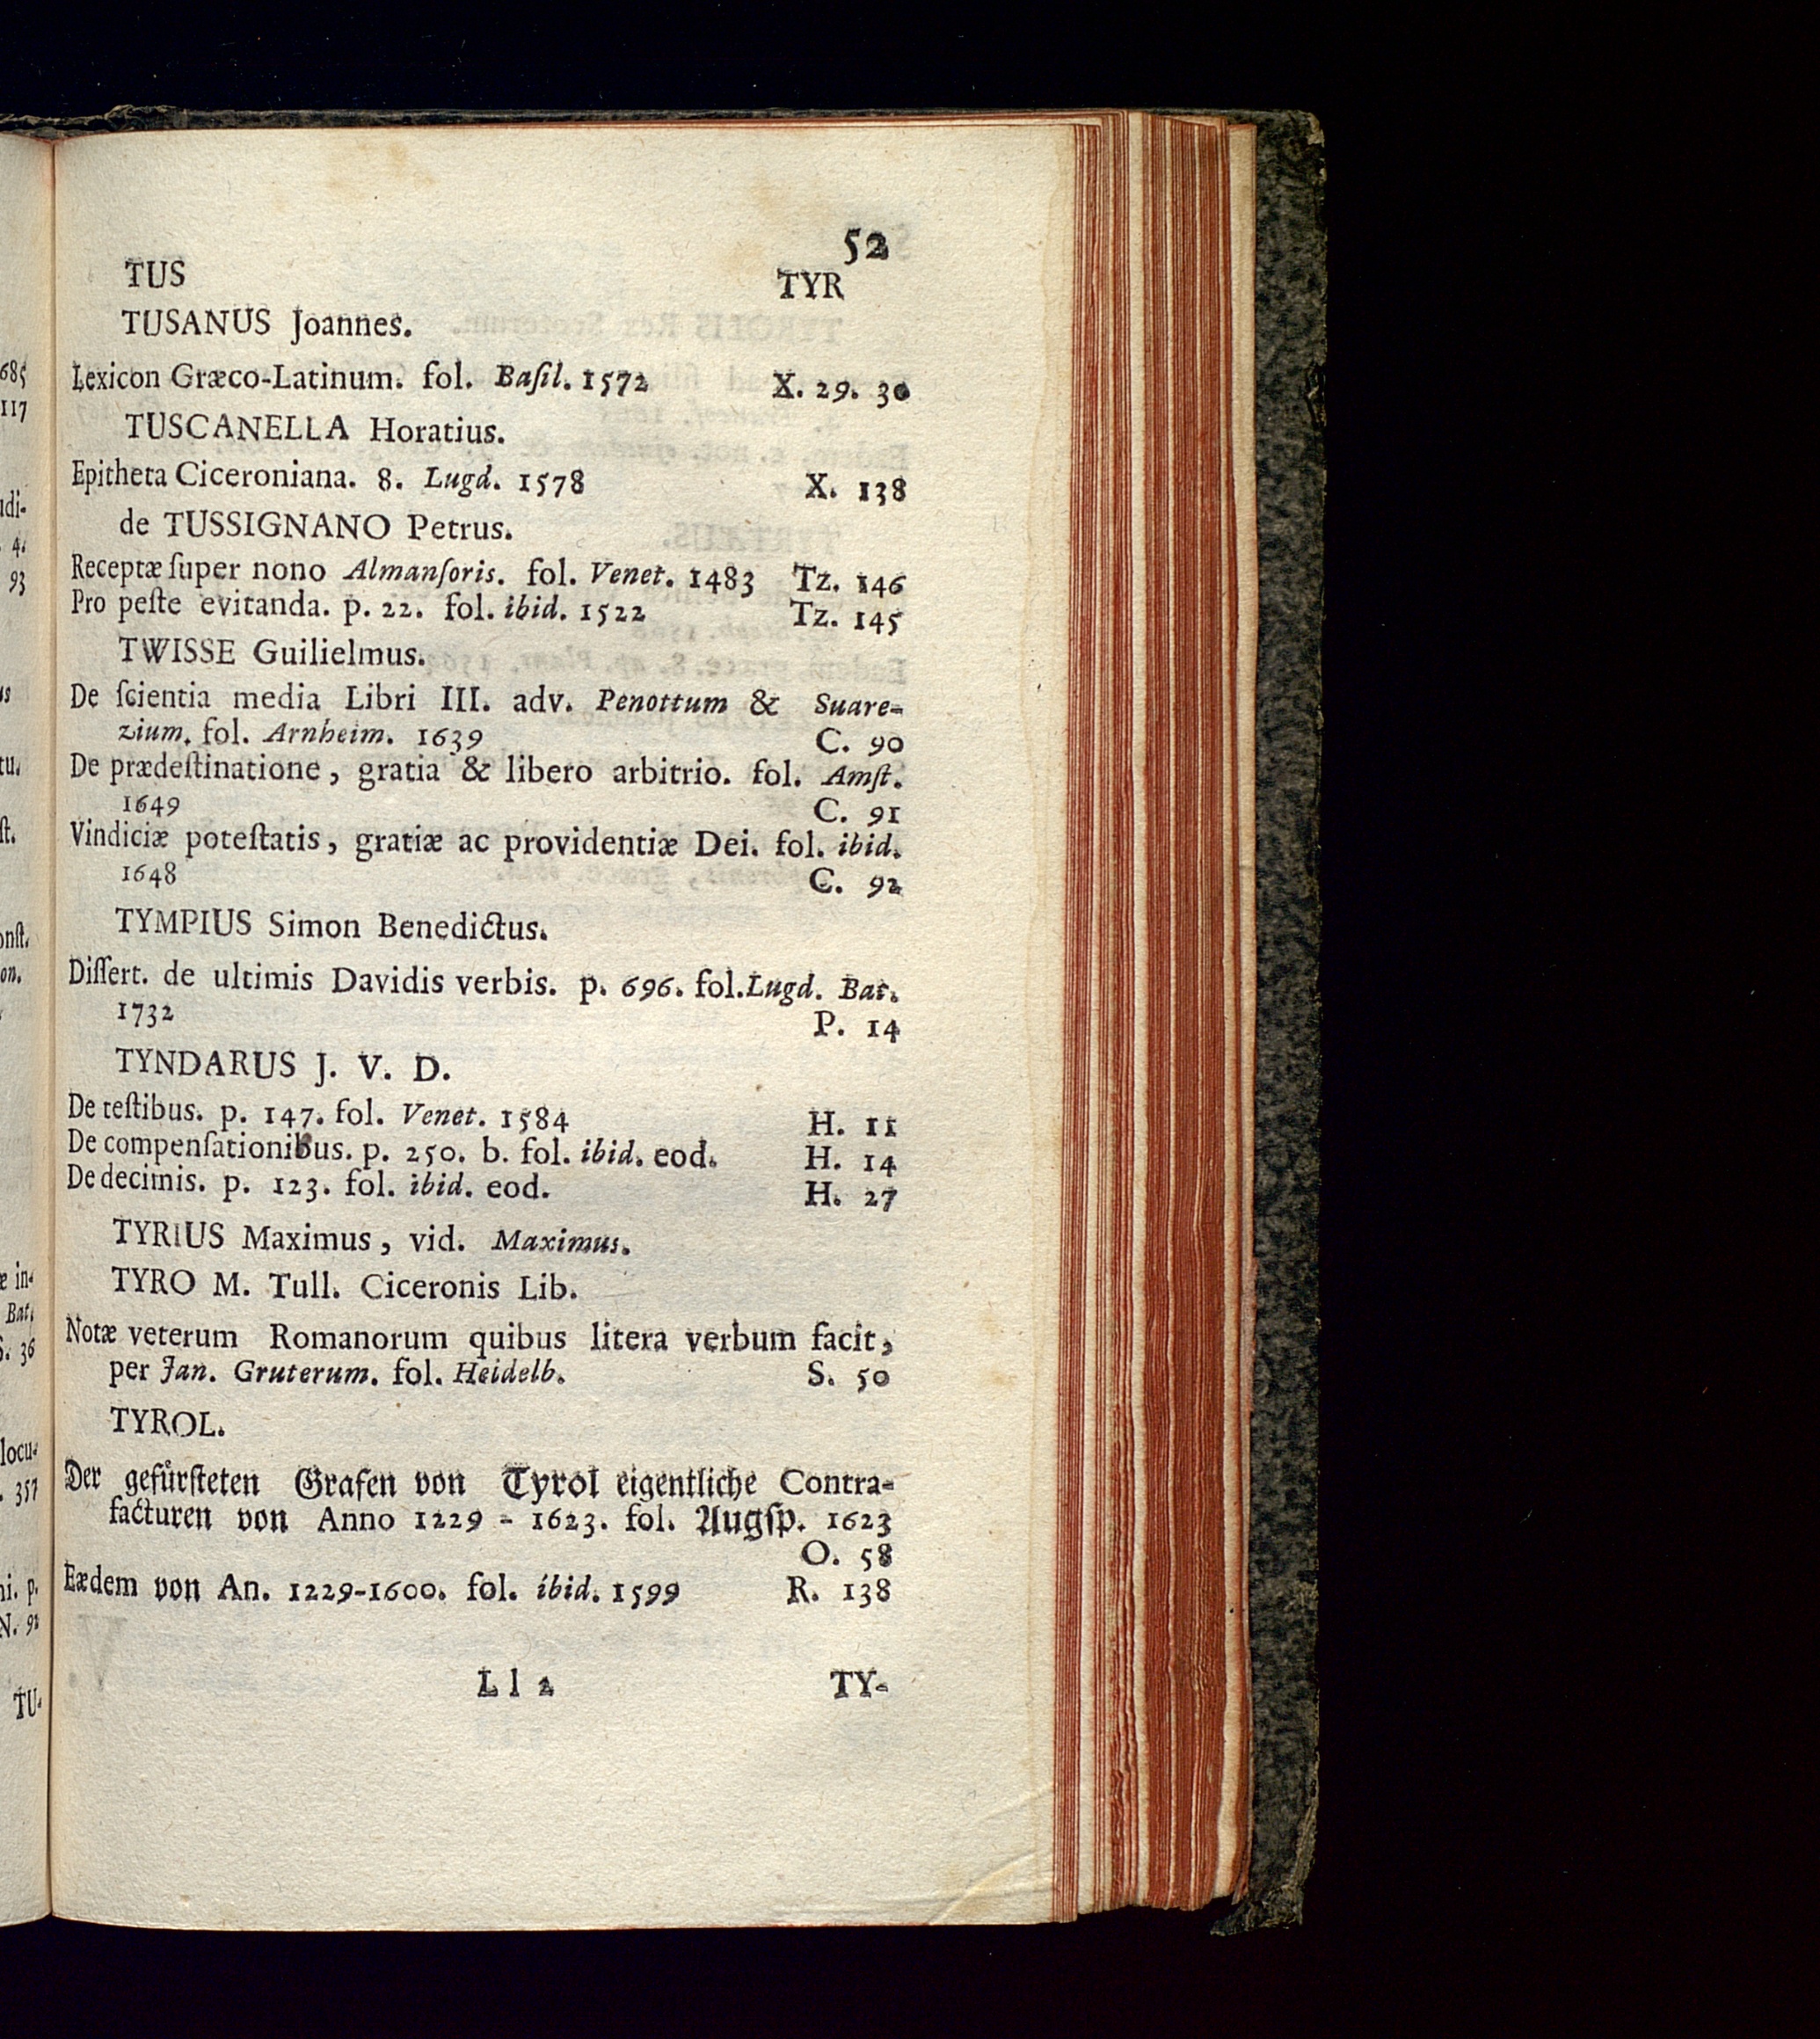 52
TUS TYR
TUSANUS Joannes.
Lexicon Græco-Latinum. fol. Baſil. 1572 X. 29. 30
TUSCANELLA Horatius.
Epitheta Ciceroniana. 8. Lugd. 1578 X. 138
de TUSSIGNANO Petrus.
Receptæ ſuper nono Almanſoris. fol. Venet. 1483 Tz. 146
Pro peſte evitanda. p. 22. fol. ibid. 1522 Tz. 145
TWISSE Guilielmus.
De ſcientia media Libri III. adv. Penottum & Suare-
zium. fol. Arnheim. 1639 C. 90
De prædeſtinatione, gratia & libero arbitrio. fol. Amſt.
1649 C. 91
Vindiciæ poteſtatis, gratiæ ac providentiæ Dei. fol. ibid.
1648 C. 92
TYMPIUS Simon Benedictus.
Diſſert. de ultimis Davidis verbis. p. 696. fol. Lugd. Bat.
1732 P. 14
TYNDARUS J. V. D.
De teſtibus. p. 147. fol. Venet. 1584 H. 11
De compenſationibus. p. 250. b. fol. ibid. eod. H. 14
De decimis. p. 123. fol. ibid. eod. H. 27
TYRIUS Maximus, vid. Maximus.
TYRO M. Tull. Ciceronis Lib.
Notæ veterum Romanorum quibus litera verbum facit,
per Jan. Gruterum. fol. Heidelb. S. 50
TYROL.
Der gefürſteten Grafen von Tyrol eigentliche Contra-
facturen von Anno 1229 - 1623. fol. Augſp. 1623
O. 58
Eædem von An. 1229-1600. fol. ibid. 1599 R. 138
L l 2 TY-